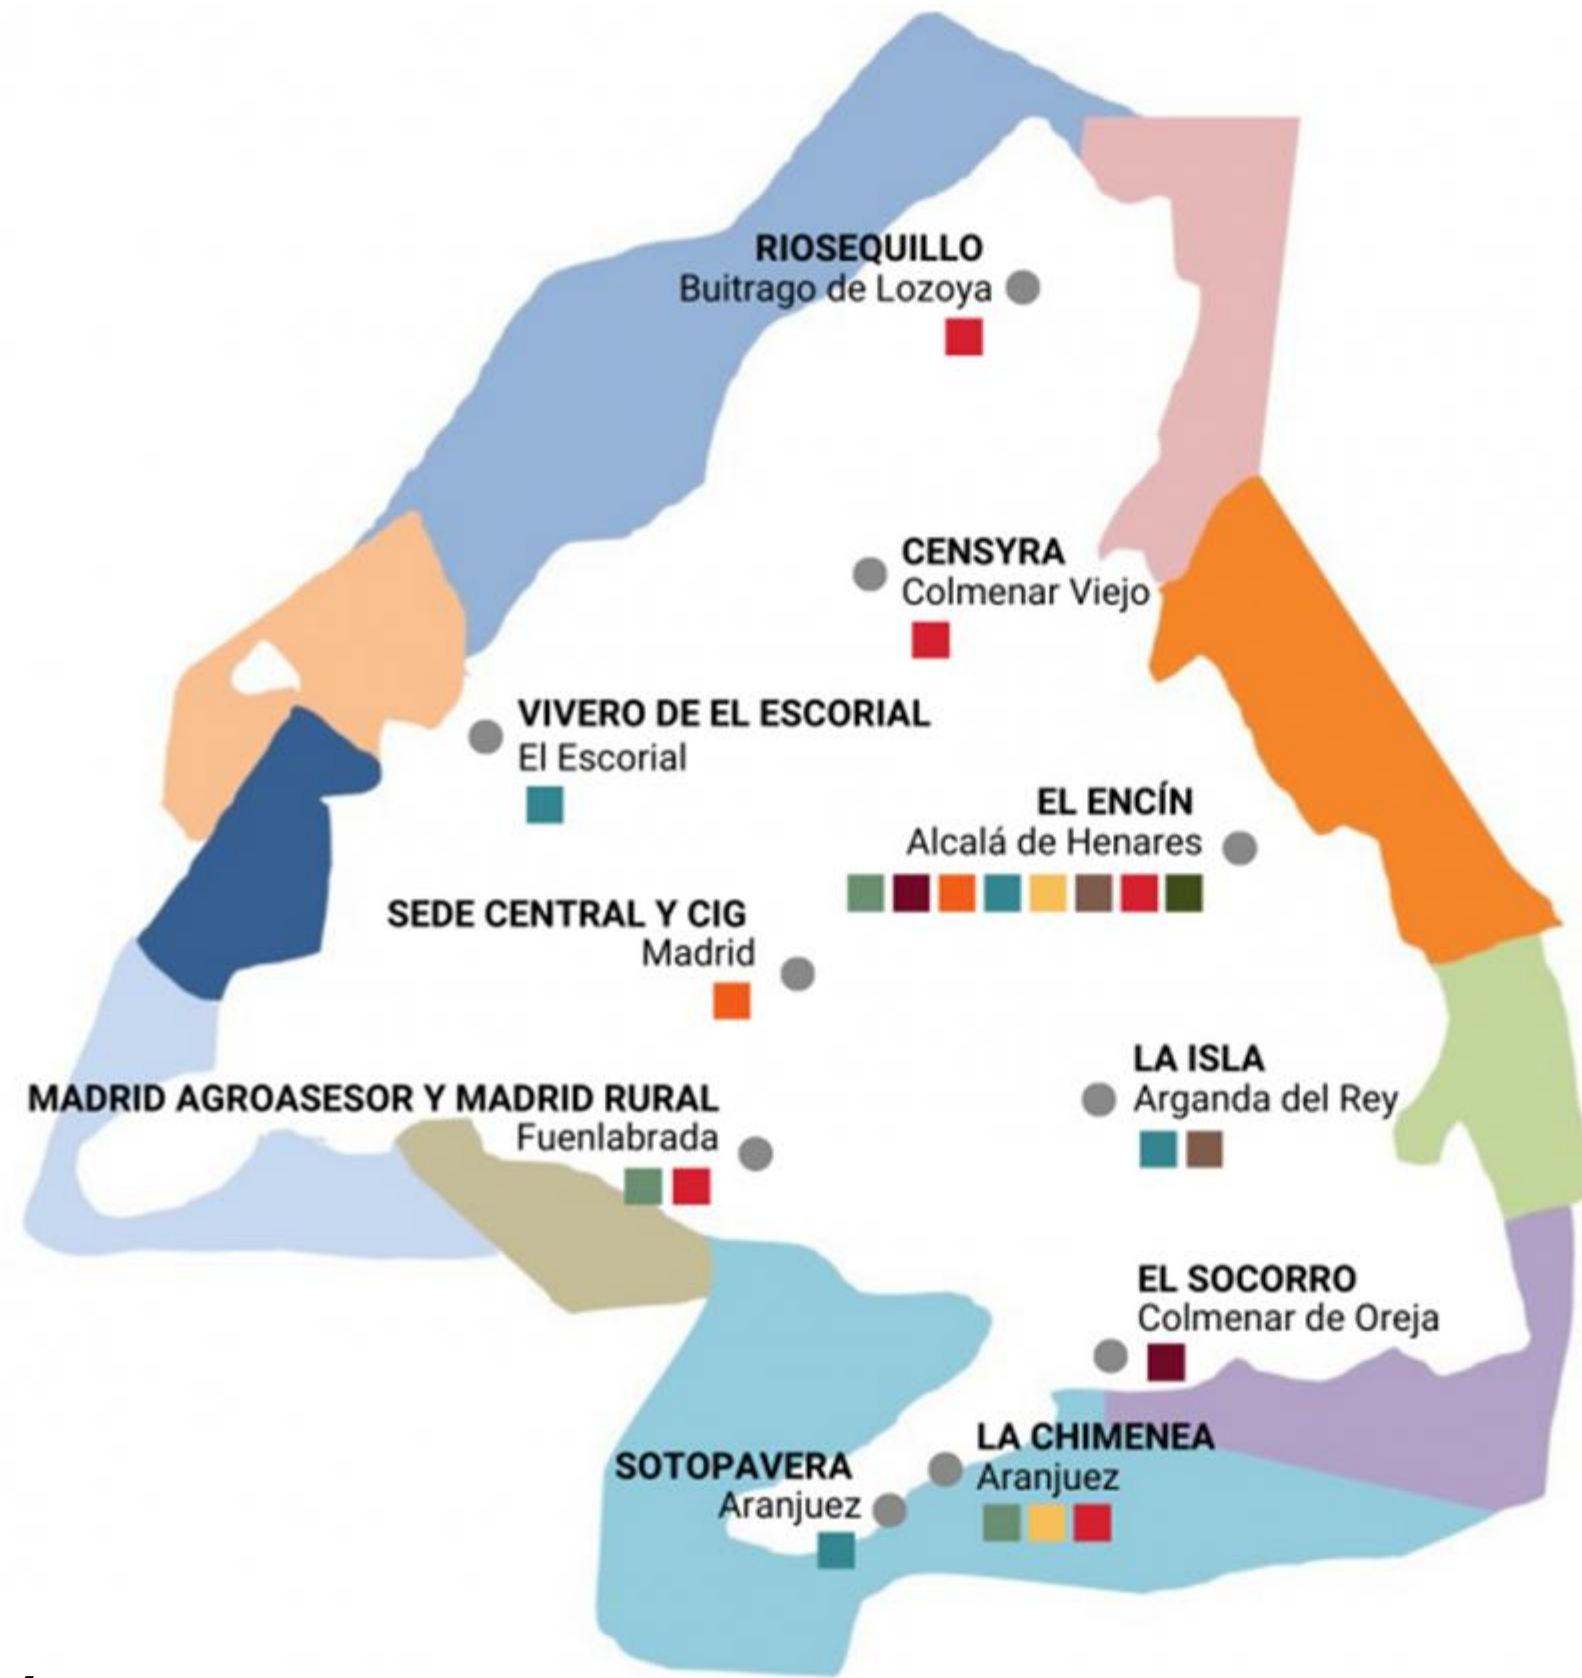 RIOSEQUILLO
Buitrago de Lozoya
CENSYRA
Colmenar Viejo
VIVERO DE EL ESCORIAL
El Escorial
EL ENCÍN
Alcalá de Henares
SEDE CENTRAL Y CIG
Madrid
LA ISLA
Arganda del Rey
MADRID AGROASESOR Y MADRID RURAL
Fuenlabrada
EL SOCORRO
Colmenar de Oreja
LA CHIMENEA
Aranjuez
SOTOPAVERA
Aranjuez